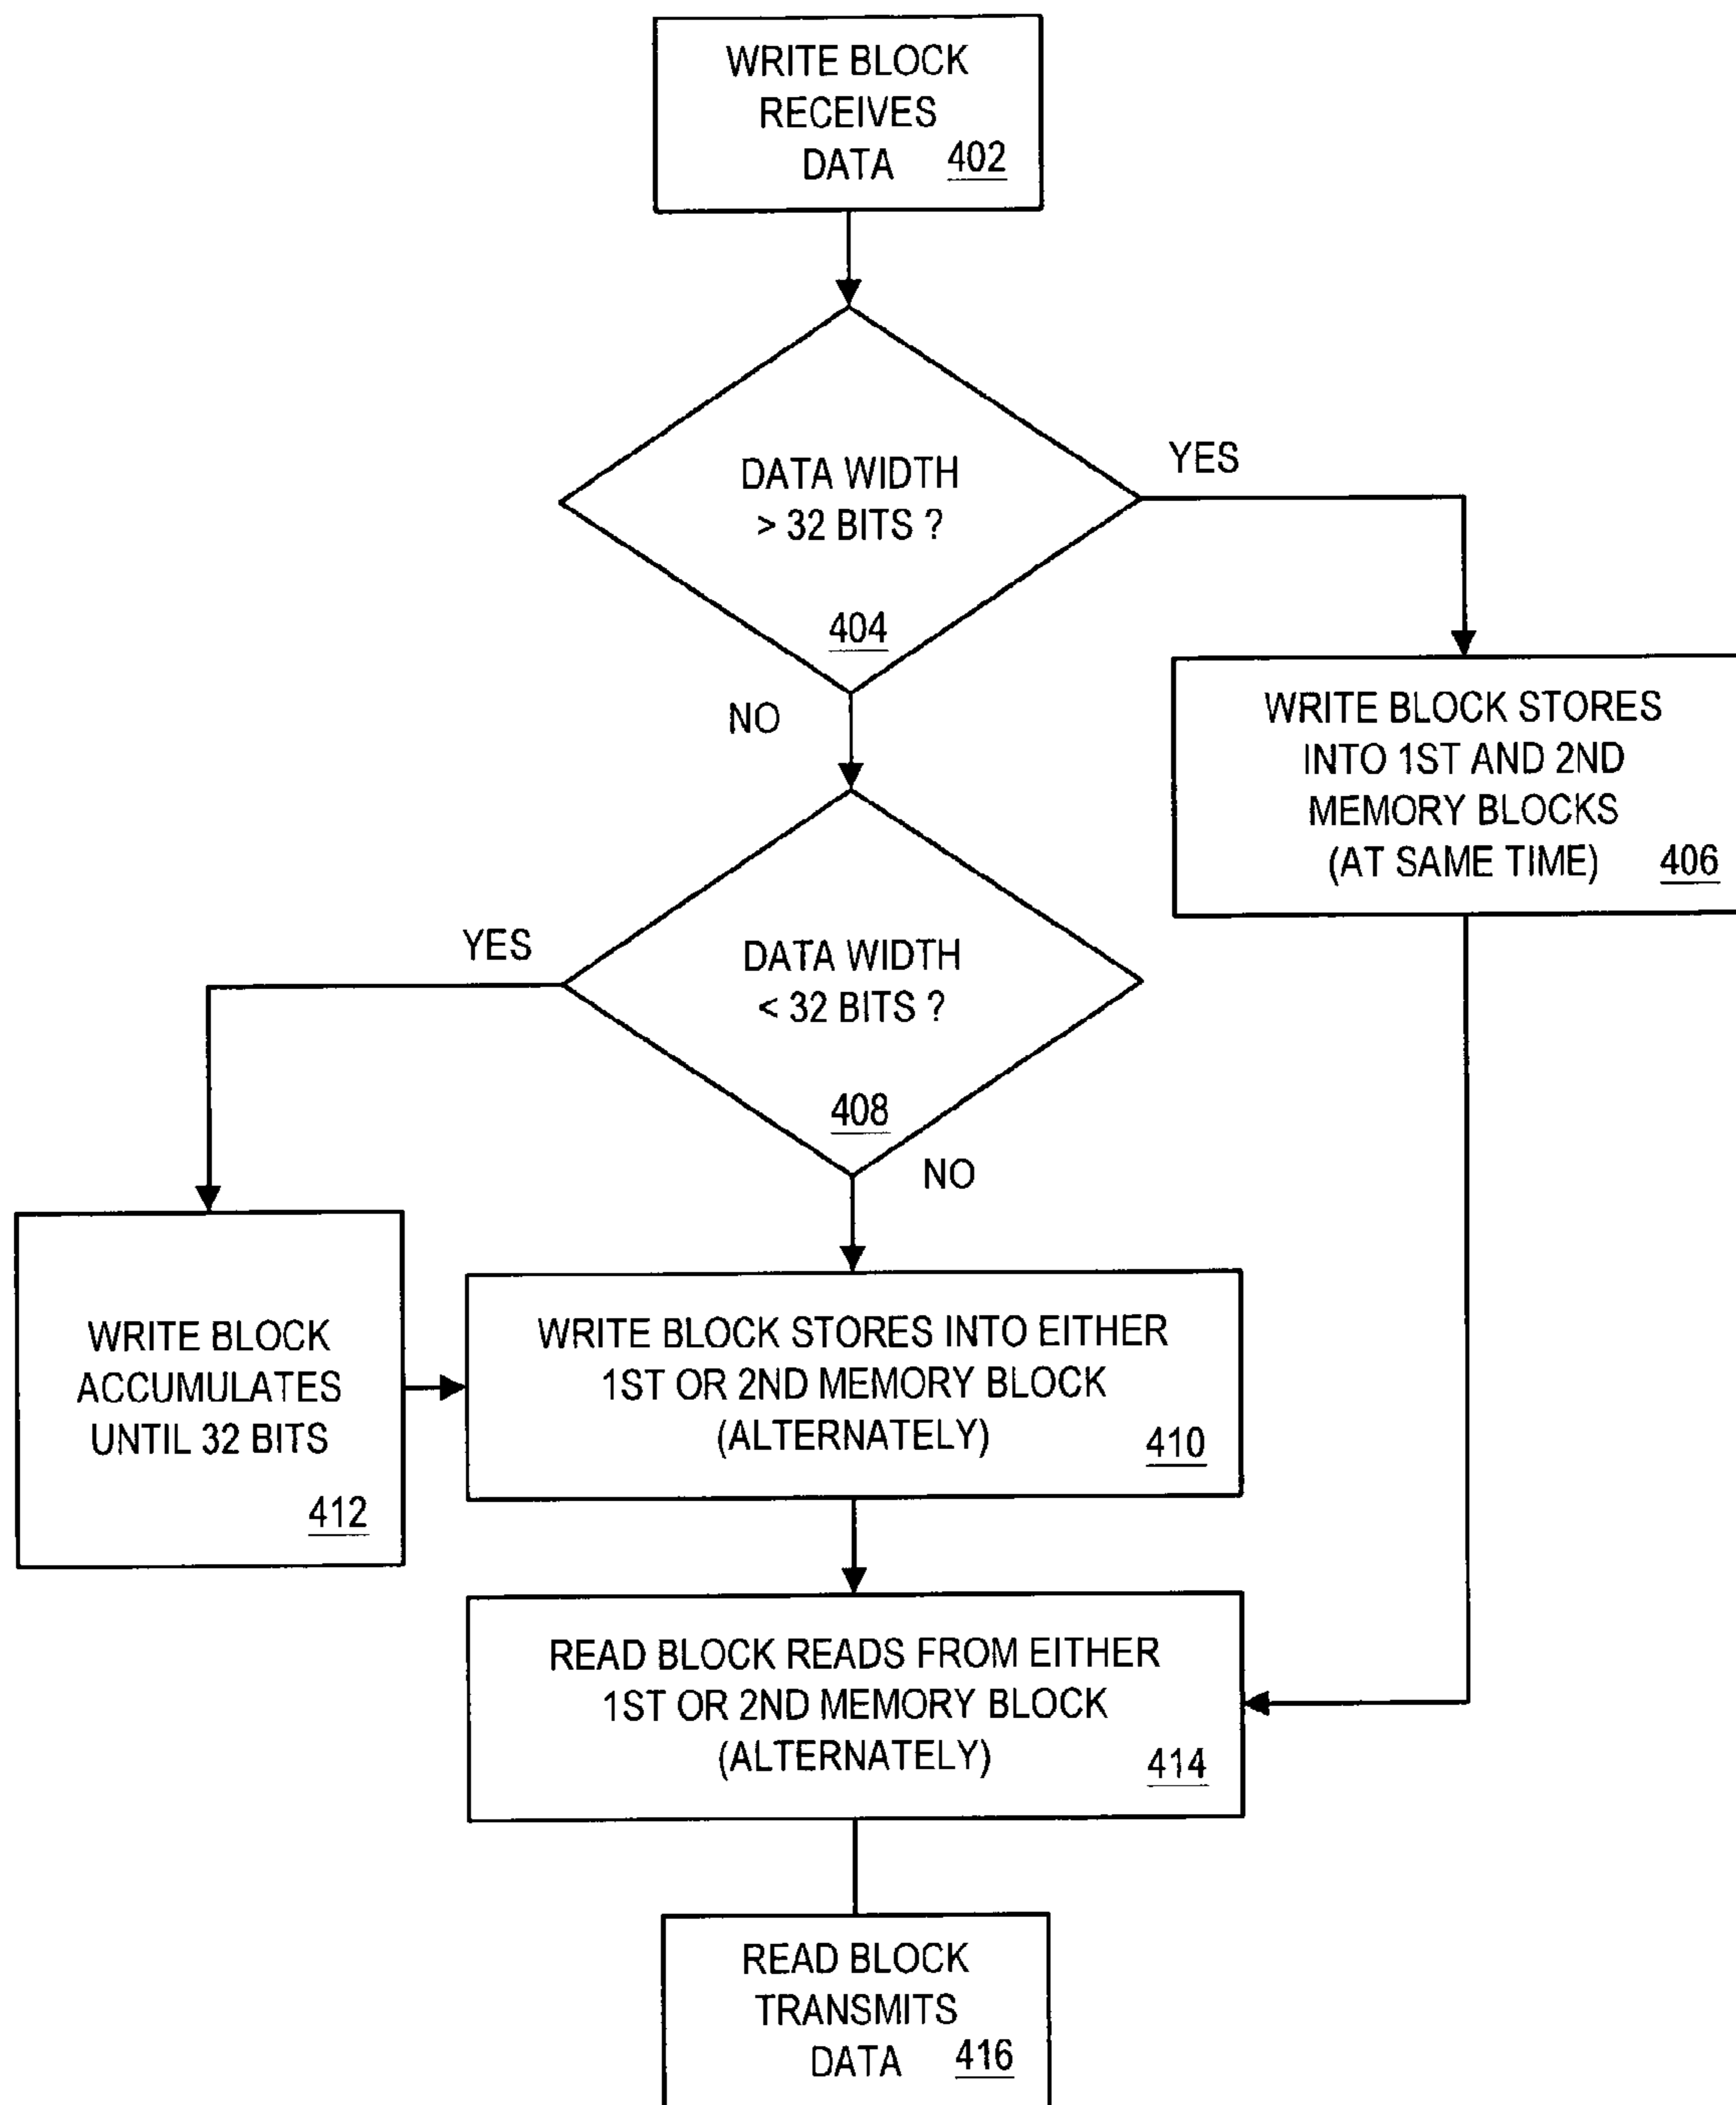 WRITE BLOCK
RECEIVES
DATA 402
DATA WIDTH
> 32 BITS ?
404
YES
NO
WRITE BLOCK STORES
INTO 1ST AND 2ND
MEMORY BLOCKS
(AT SAME TIME) 406
YES
DATA WIDTH
< 32 BITS ?
408
NO
WRITE BLOCK
ACCUMULATES
UNTIL 32 BITS
412
WRITE BLOCK STORES INTO EITHER
1ST OR 2ND MEMORY BLOCK
(ALTERNATELY) 410
READ BLOCK READS FROM EITHER
1ST OR 2ND MEMORY BLOCK
(ALTERNATELY) 414
READ BLOCK
TRANSMITS
DATA 416